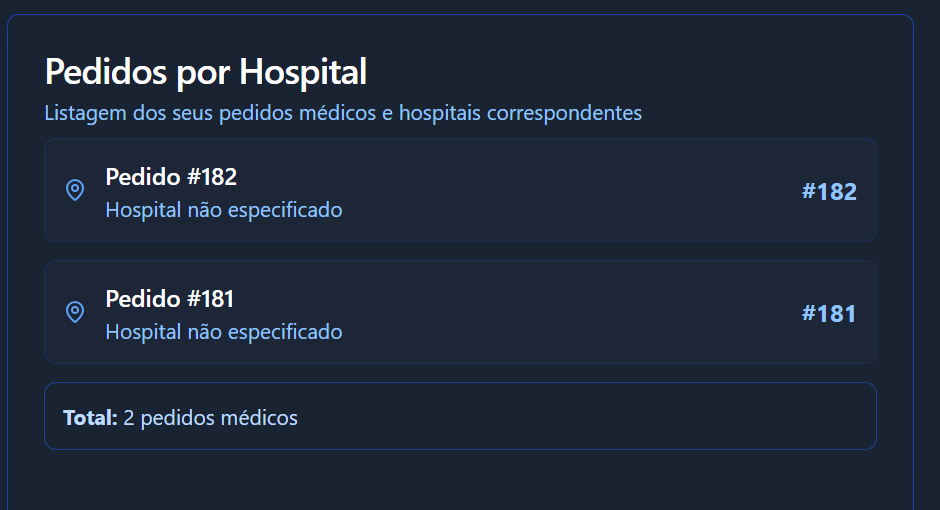 Pedidos por Hospital
Listagem dos seus pedidos médicos e hospitais correspondentes
Pedido #182
Hospital não especificado
#182
Pedido #181
Hospital não especificado
#181
Total: 2 pedidos médicos